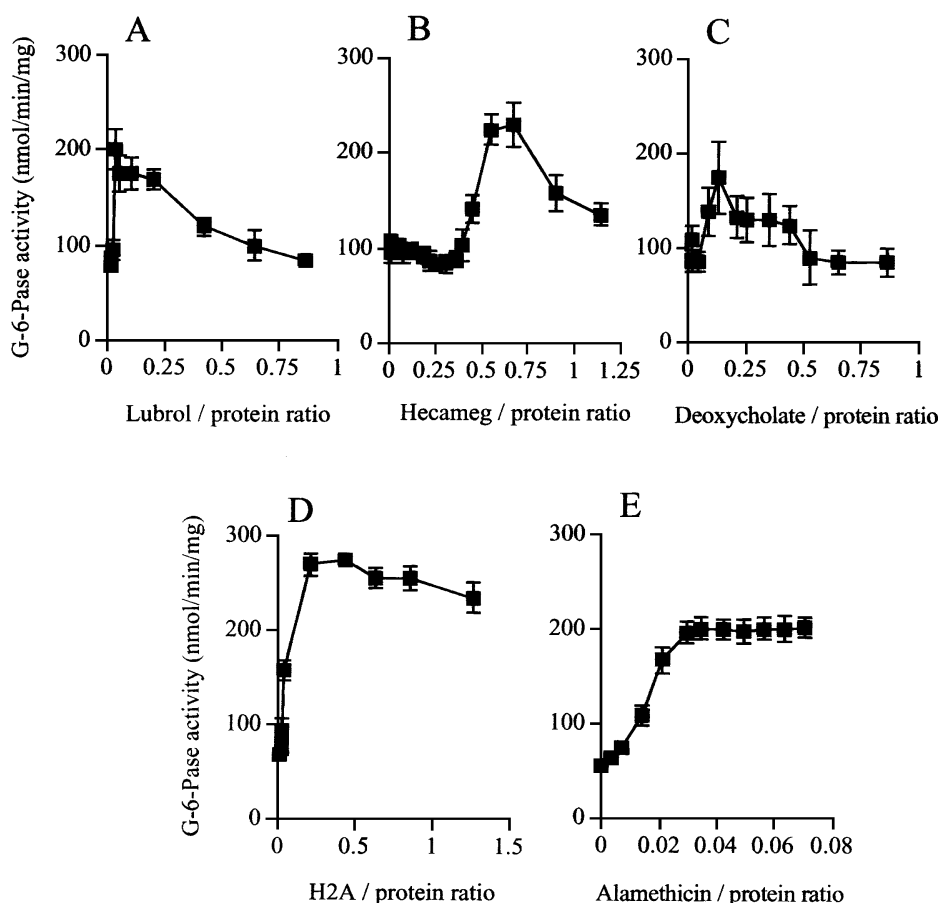 A
B
C
G-6-Pase activity (nmol/min/mg)
300
200
100
0
0 0.25 0.5 0.75 1
Lubrol / protein ratio
300
200
100
0
0 0.25 0.5 0.75 1 1.25
Hecameg / protein ratio
300
200
100
0
0 0.25 0.5 0.75 1
Deoxycholate / protein ratio
D
E
G-6-Pase activity (nmol/min/mg)
300
200
100
0
0 0.5 1 1.5
H2A / protein ratio
300
200
100
0
0 0.02 0.04 0.06 0.08
Alamethicin / protein ratio